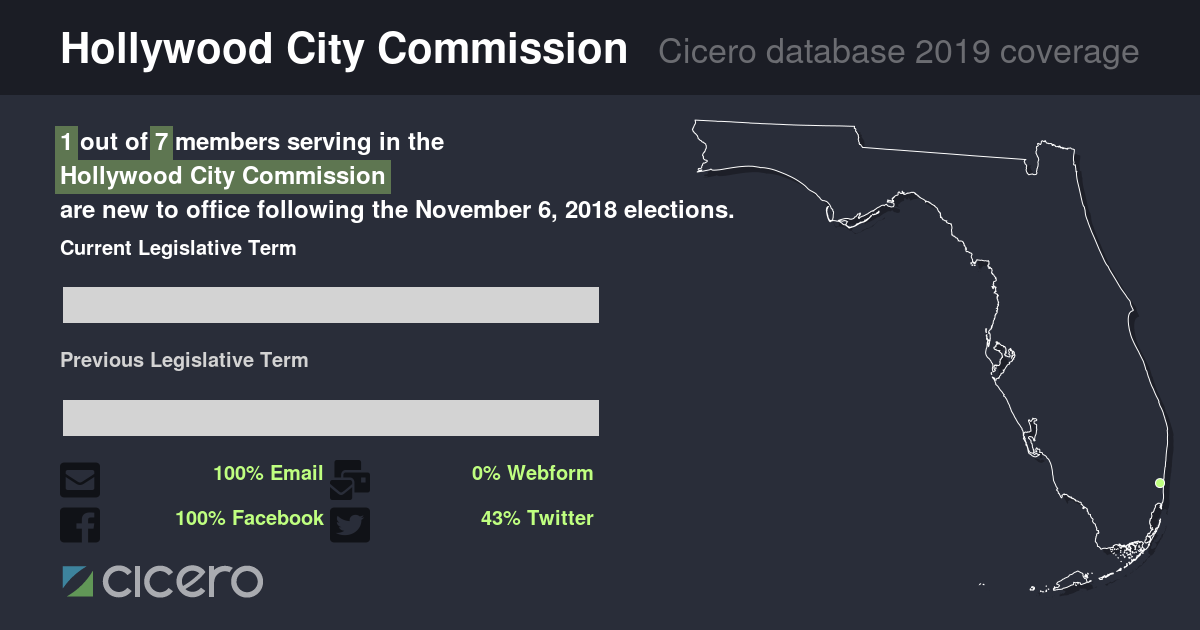 Hollywood City Commission Cicero database 2019 coverage
1 out of 7 members serving in the
Hollywood City Commission
are new to office following the November 6, 2018 elections.
Current Legislative Term
Previous Legislative Term
100% Email 0% Webform
100% Facebook 43% Twitter
cicero